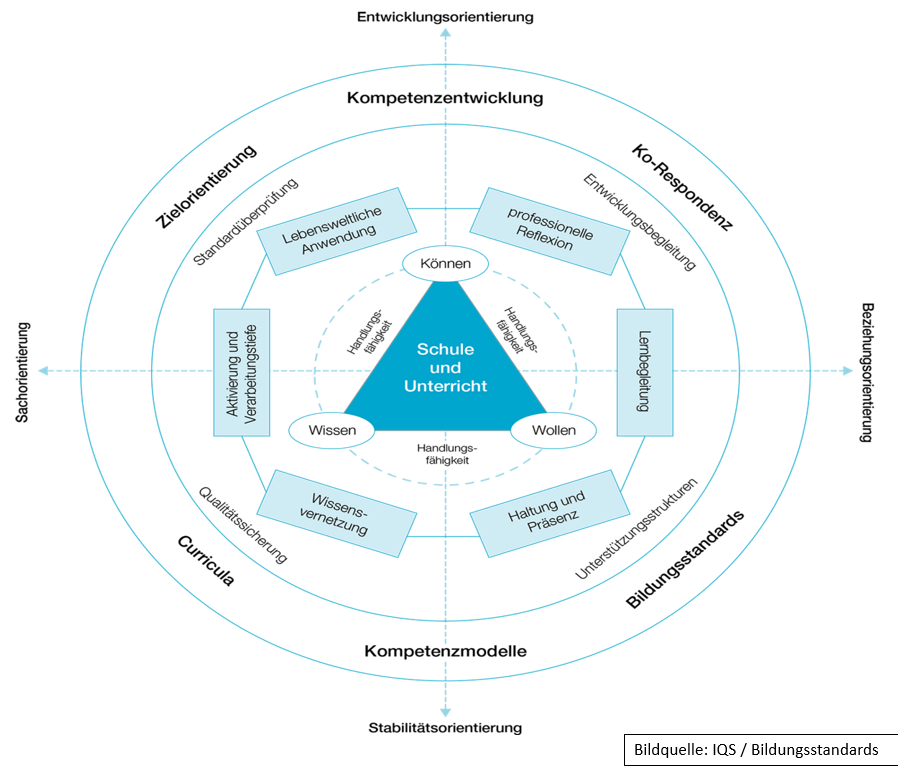 Entwicklungsorientierung
Kompetenzentwicklung
Zielorientierung
Ko-Respondenz
Standardüberprüfung
Entwicklungsbegleitung
Lebensweltliche
Anwendung
professionelle
Reflexion
Können
Handlungs-
fähigkeit
Handlungs-
fähigkeit
Sachorientierung
Aktivierung und
Verarbeitungstiefe
Schule
und
Unterricht
Lernbegleitung
Beziehungsorientierung
Wissen
Wollen
Handlungs-
fähigkeit
Wissens-
vernetzung
Haltung und
Präsenz
Qualitätssicherung
Unterstützungsstrukturen
Curricula
Bildungsstandards
Kompetenzmodelle
Stabilitätsorientierung
Bildquelle: IQS / Bildungsstandards